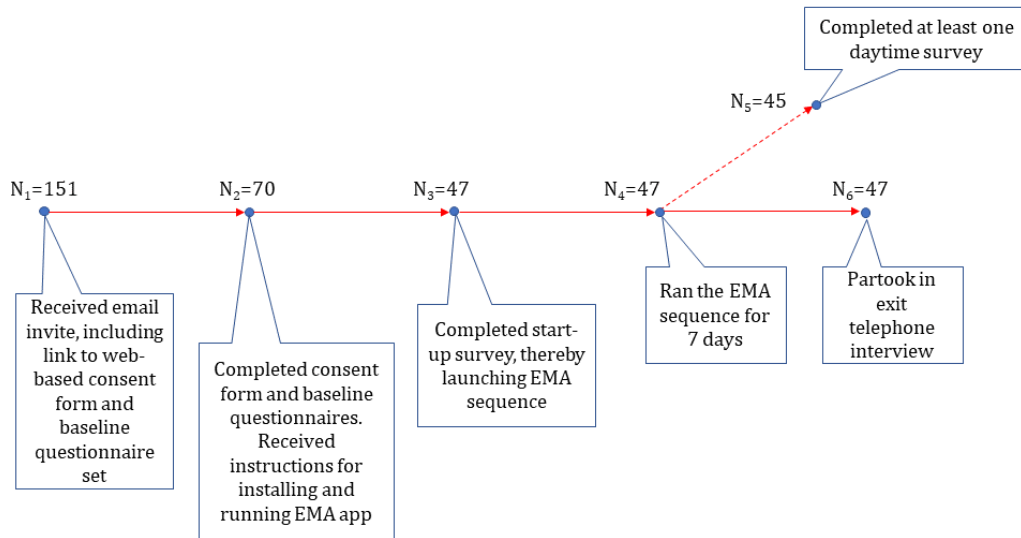 Completed at least one
daytime survey
N₅=45
N₁=151
N₂=70
N₃=47
N₄=47
N₆=47
Received email
invite, including
link to web-
based consent
form and
baseline
questionnaire
set
Completed consent
form and baseline
questionnaires.
Received
instructions for
installing and
running EMA app
Completed start-
up survey, thereby
launching EMA
sequence
Ran the EMA
sequence for
7 days
Partook in
exit
telephone
interview